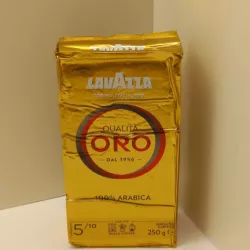 LAVAZZA
QUALITÀ
ORO
DAL 1956
100% ARABICA
5/10
250 g e